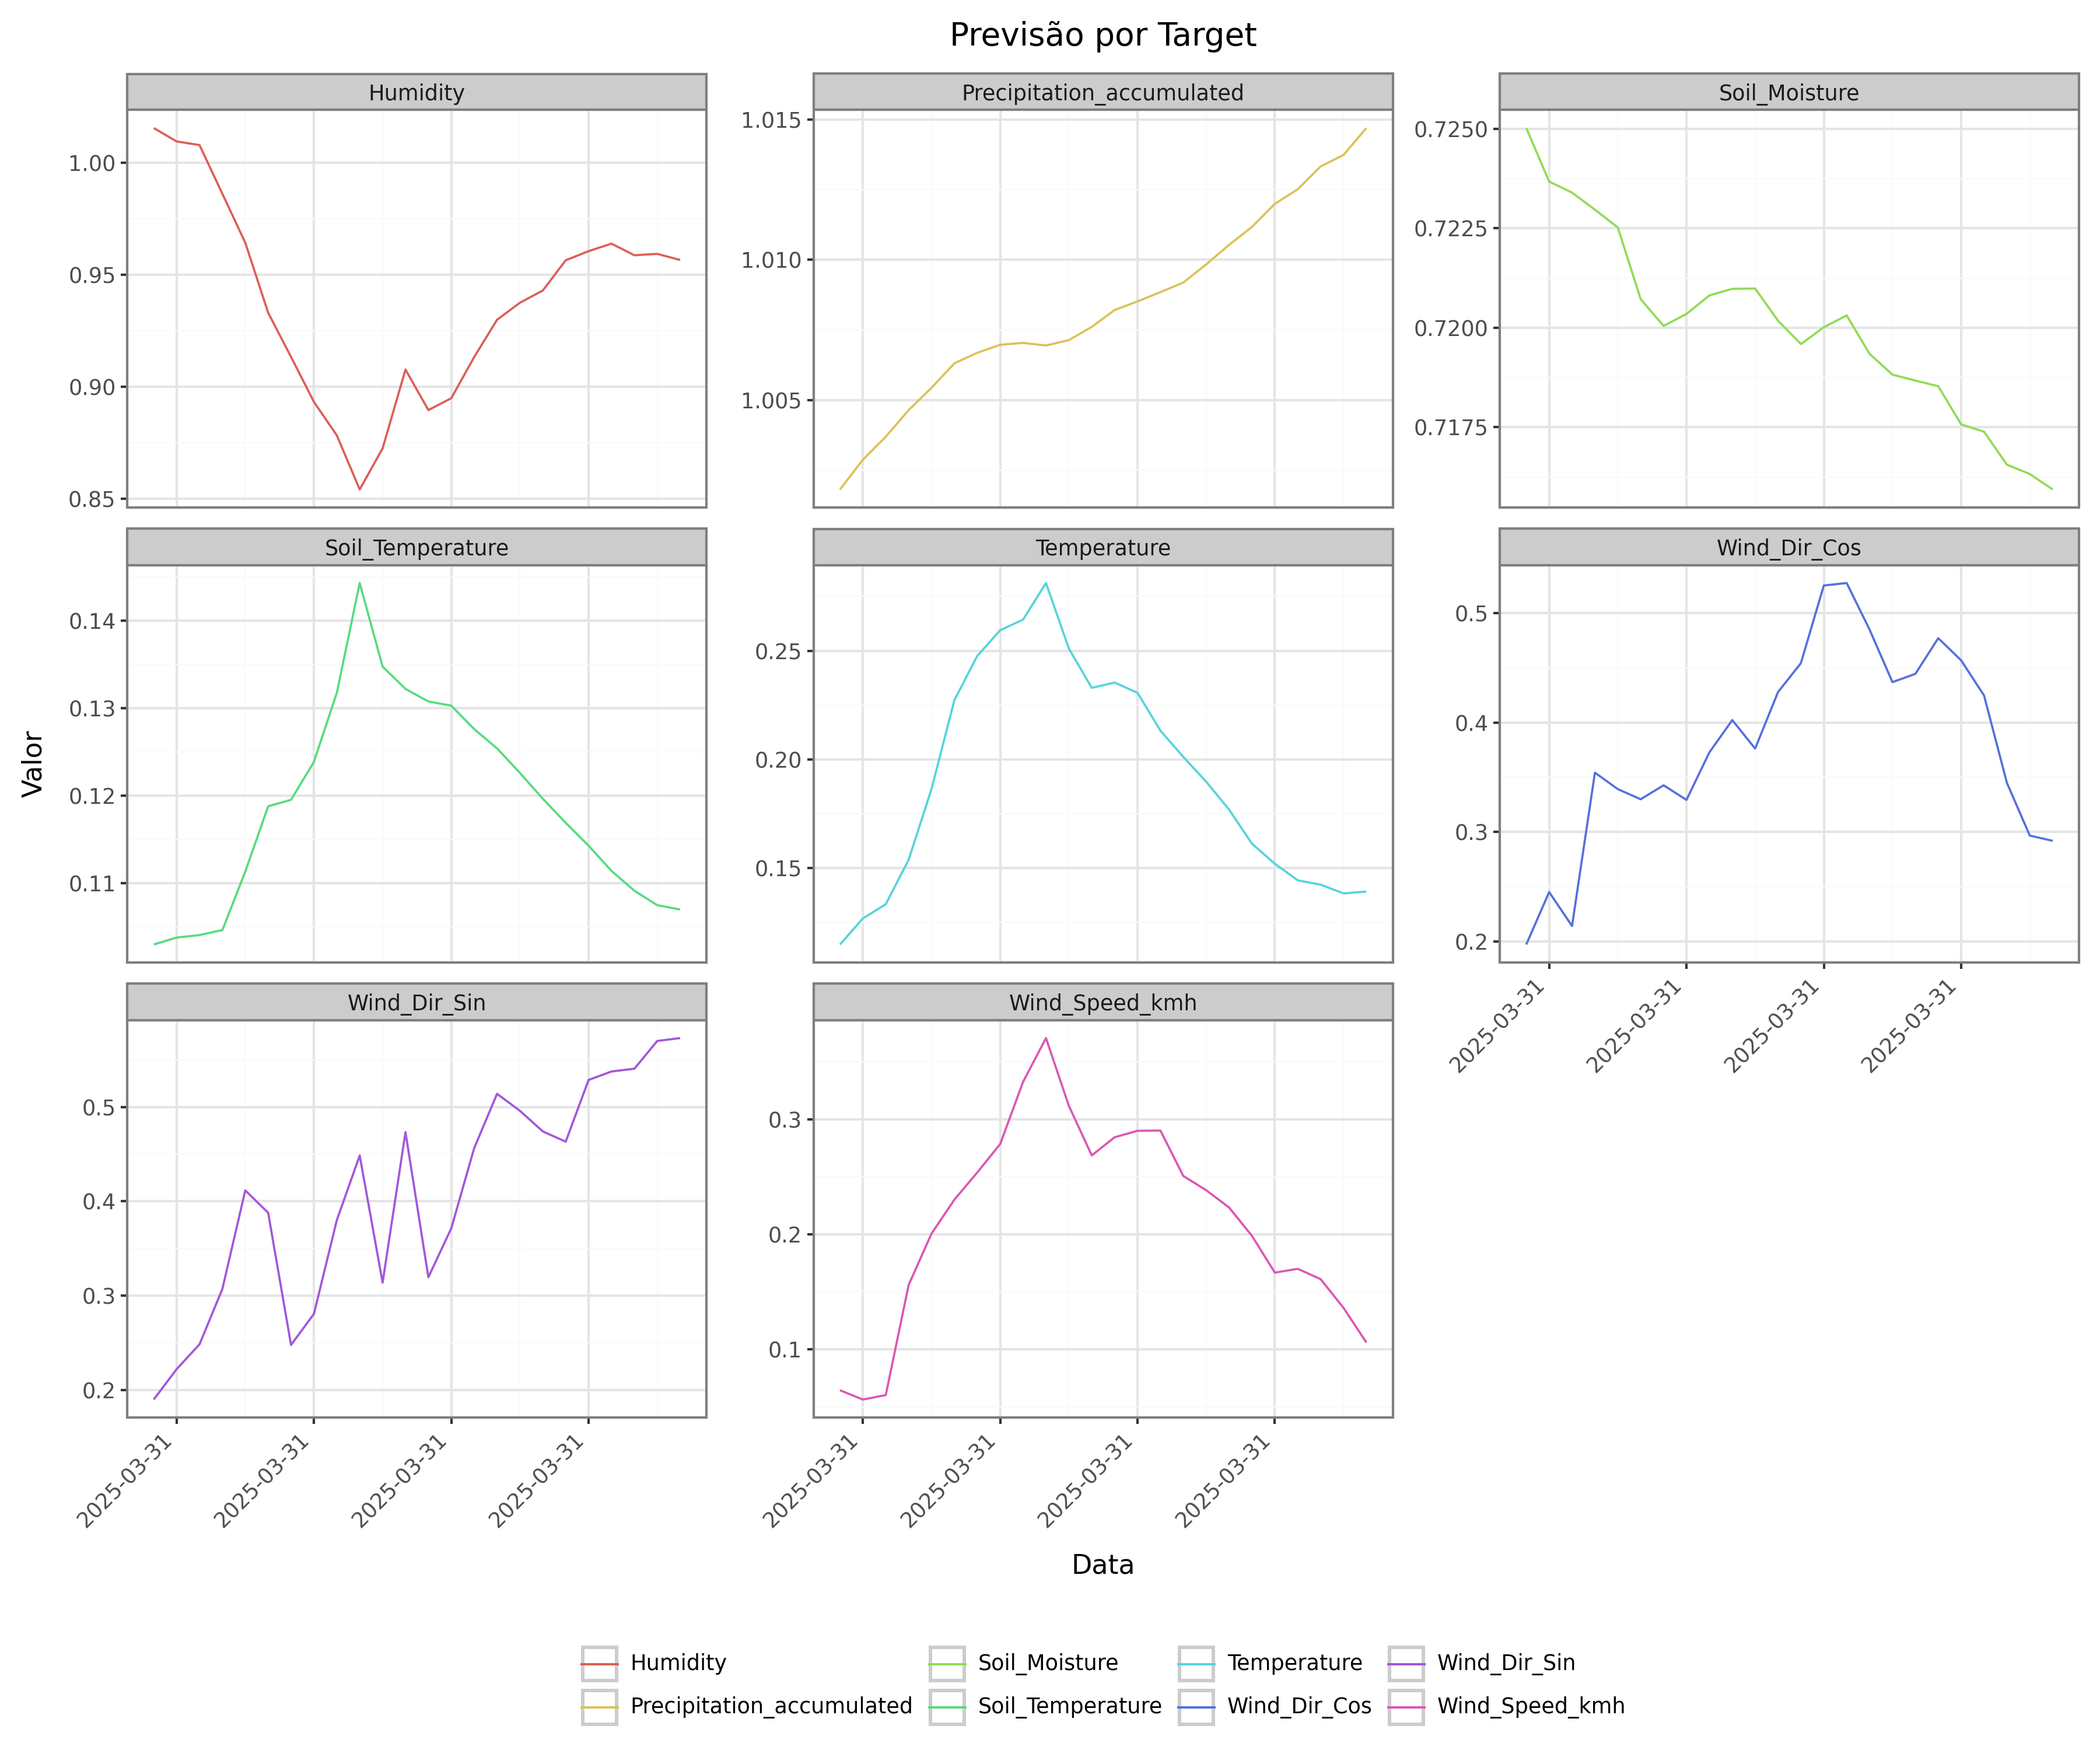 Previsão por Target
Humidity
Precipitation_accumulated
Soil_Moisture
1.00
0.95
0.90
0.85
1.015
1.010
1.005
0.7250
0.7225
0.7200
0.7175
Soil_Temperature
Temperature
Wind_Dir_Cos
0.14
0.13
0.12
0.11
0.25
0.20
0.15
0.5
0.4
0.3
0.2
2025-03-31
2025-03-31
2025-03-31
2025-03-31
Valor
Wind_Dir_Sin
Wind_Speed_kmh
0.5
0.4
0.3
0.2
0.3
0.2
0.1
2025-03-31
2025-03-31
2025-03-31
2025-03-31
2025-03-31
2025-03-31
2025-03-31
2025-03-31
Data
Humidity
Soil_Moisture
Temperature
Wind_Dir_Sin
Precipitation_accumulated
Soil_Temperature
Wind_Dir_Cos
Wind_Speed_kmh